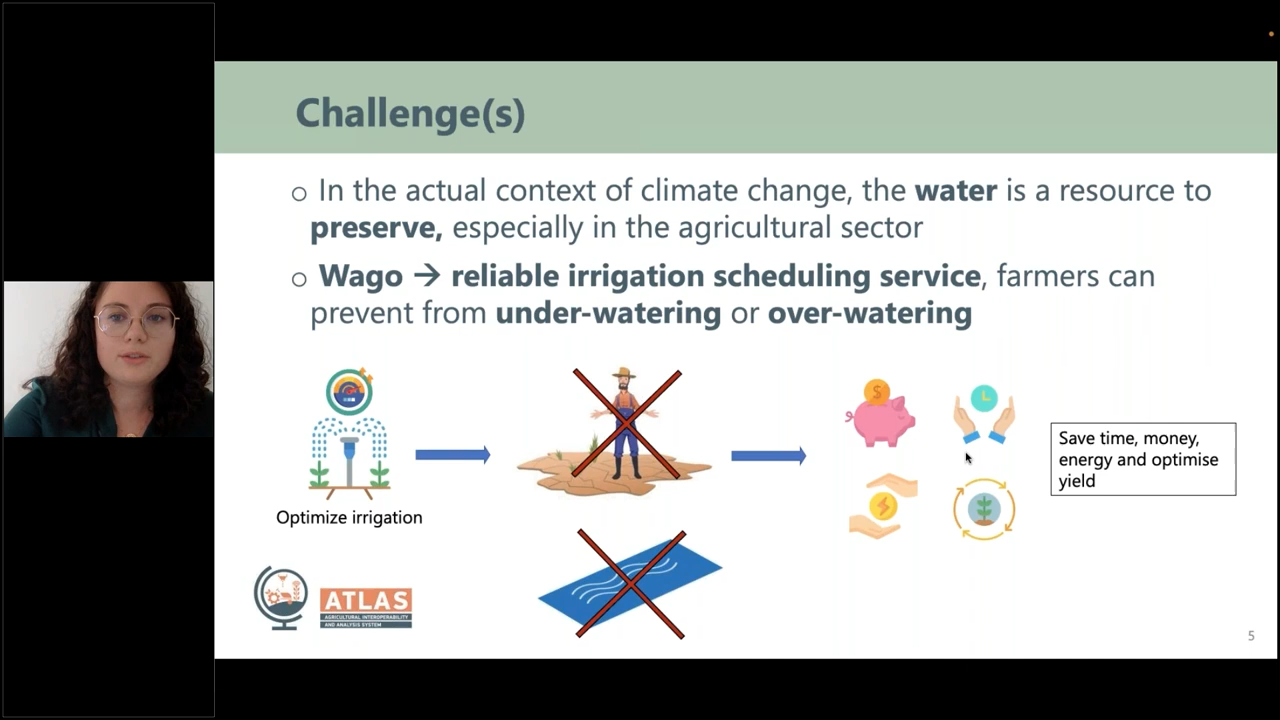 Challenge(s)
o In the actual context of climate change, the water is a resource to
preserve, especially in the agricultural sector
o Wago → reliable irrigation scheduling service, farmers can
prevent from under-watering or over-watering
Optimize irrigation
Save time, money,
energy and optimise
yield
ATLAS
AGRICULTURAL INTEROPERABILITY
AND ANALYSIS SYSTEM
5